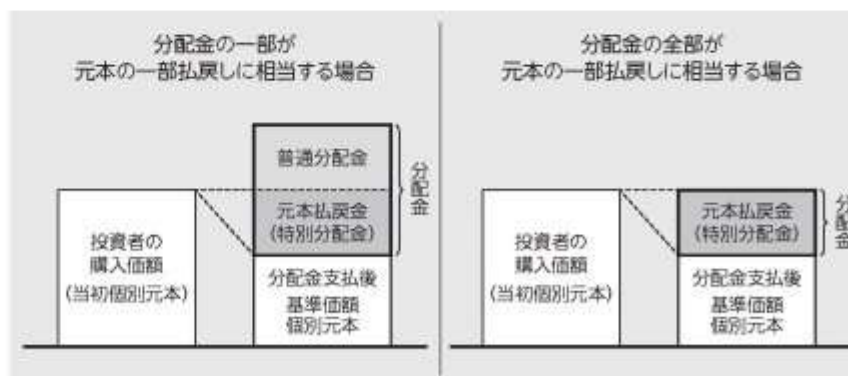 分配金の一部が
元本の一部払戻しに相当する場合
普通分配金
元本払戻金
(特別分配金)
分配金
投資者の
購入価額
(当初個別元本)
分配金支払後
基準価額
個別元本
分配金の全部が
元本の一部払戻しに相当する場合
元本払戻金
(特別分配金)
分配金
投資者の
購入価額
(当初個別元本)
分配金支払後
基準価額
個別元本